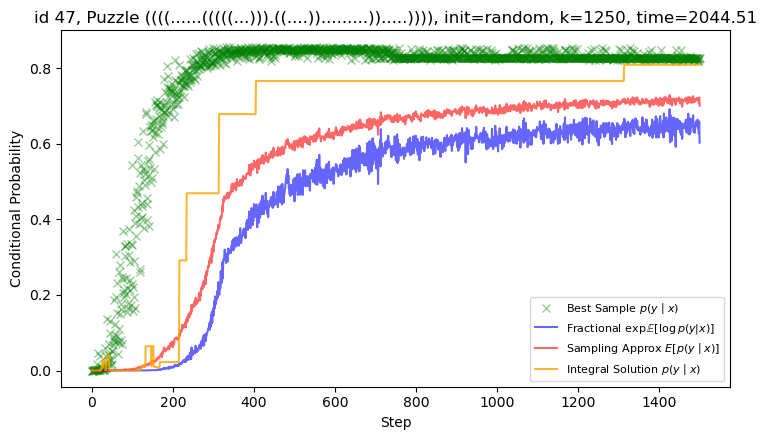 id 47, Puzzle ((((......(((((...))).((....)).........)).....)))), init=random, k=1250, time=2044.51
Conditional Probability
0.8
0.6
0.4
0.2
0.0
0
200
400
600
800
1000
1200
1400
Step
Best Sample p(y | x)
Fractional exp 𝔼[log p(y|x)]
Sampling Approx E[p(y | x)]
Integral Solution p(y | x)